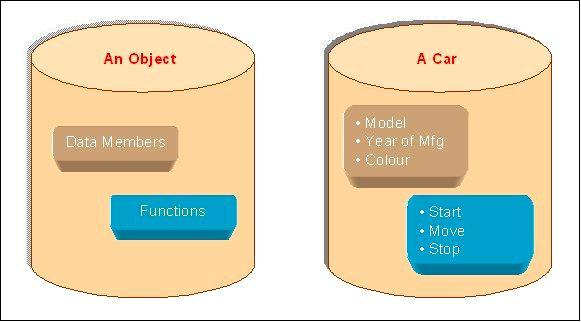 An Object
Data Members
Functions
A Car
• Model
• Year of Mfg
• Colour
• Start
• Move
• Stop